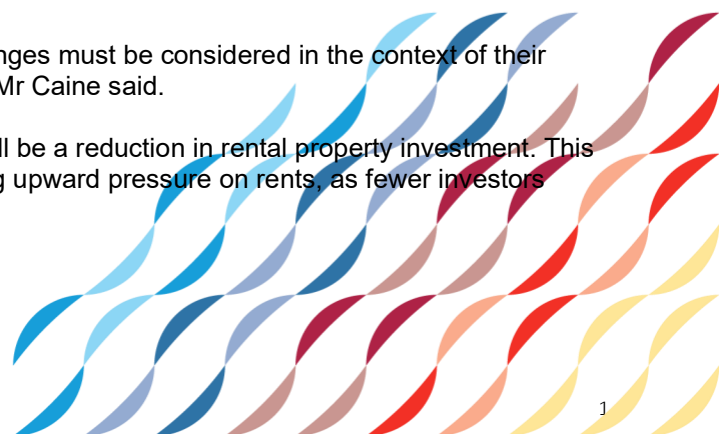 nges must be considered in the context of their
Mr Caine said.
ll be a reduction in rental property investment. This
g upward pressure on rents, as fewer investors
1